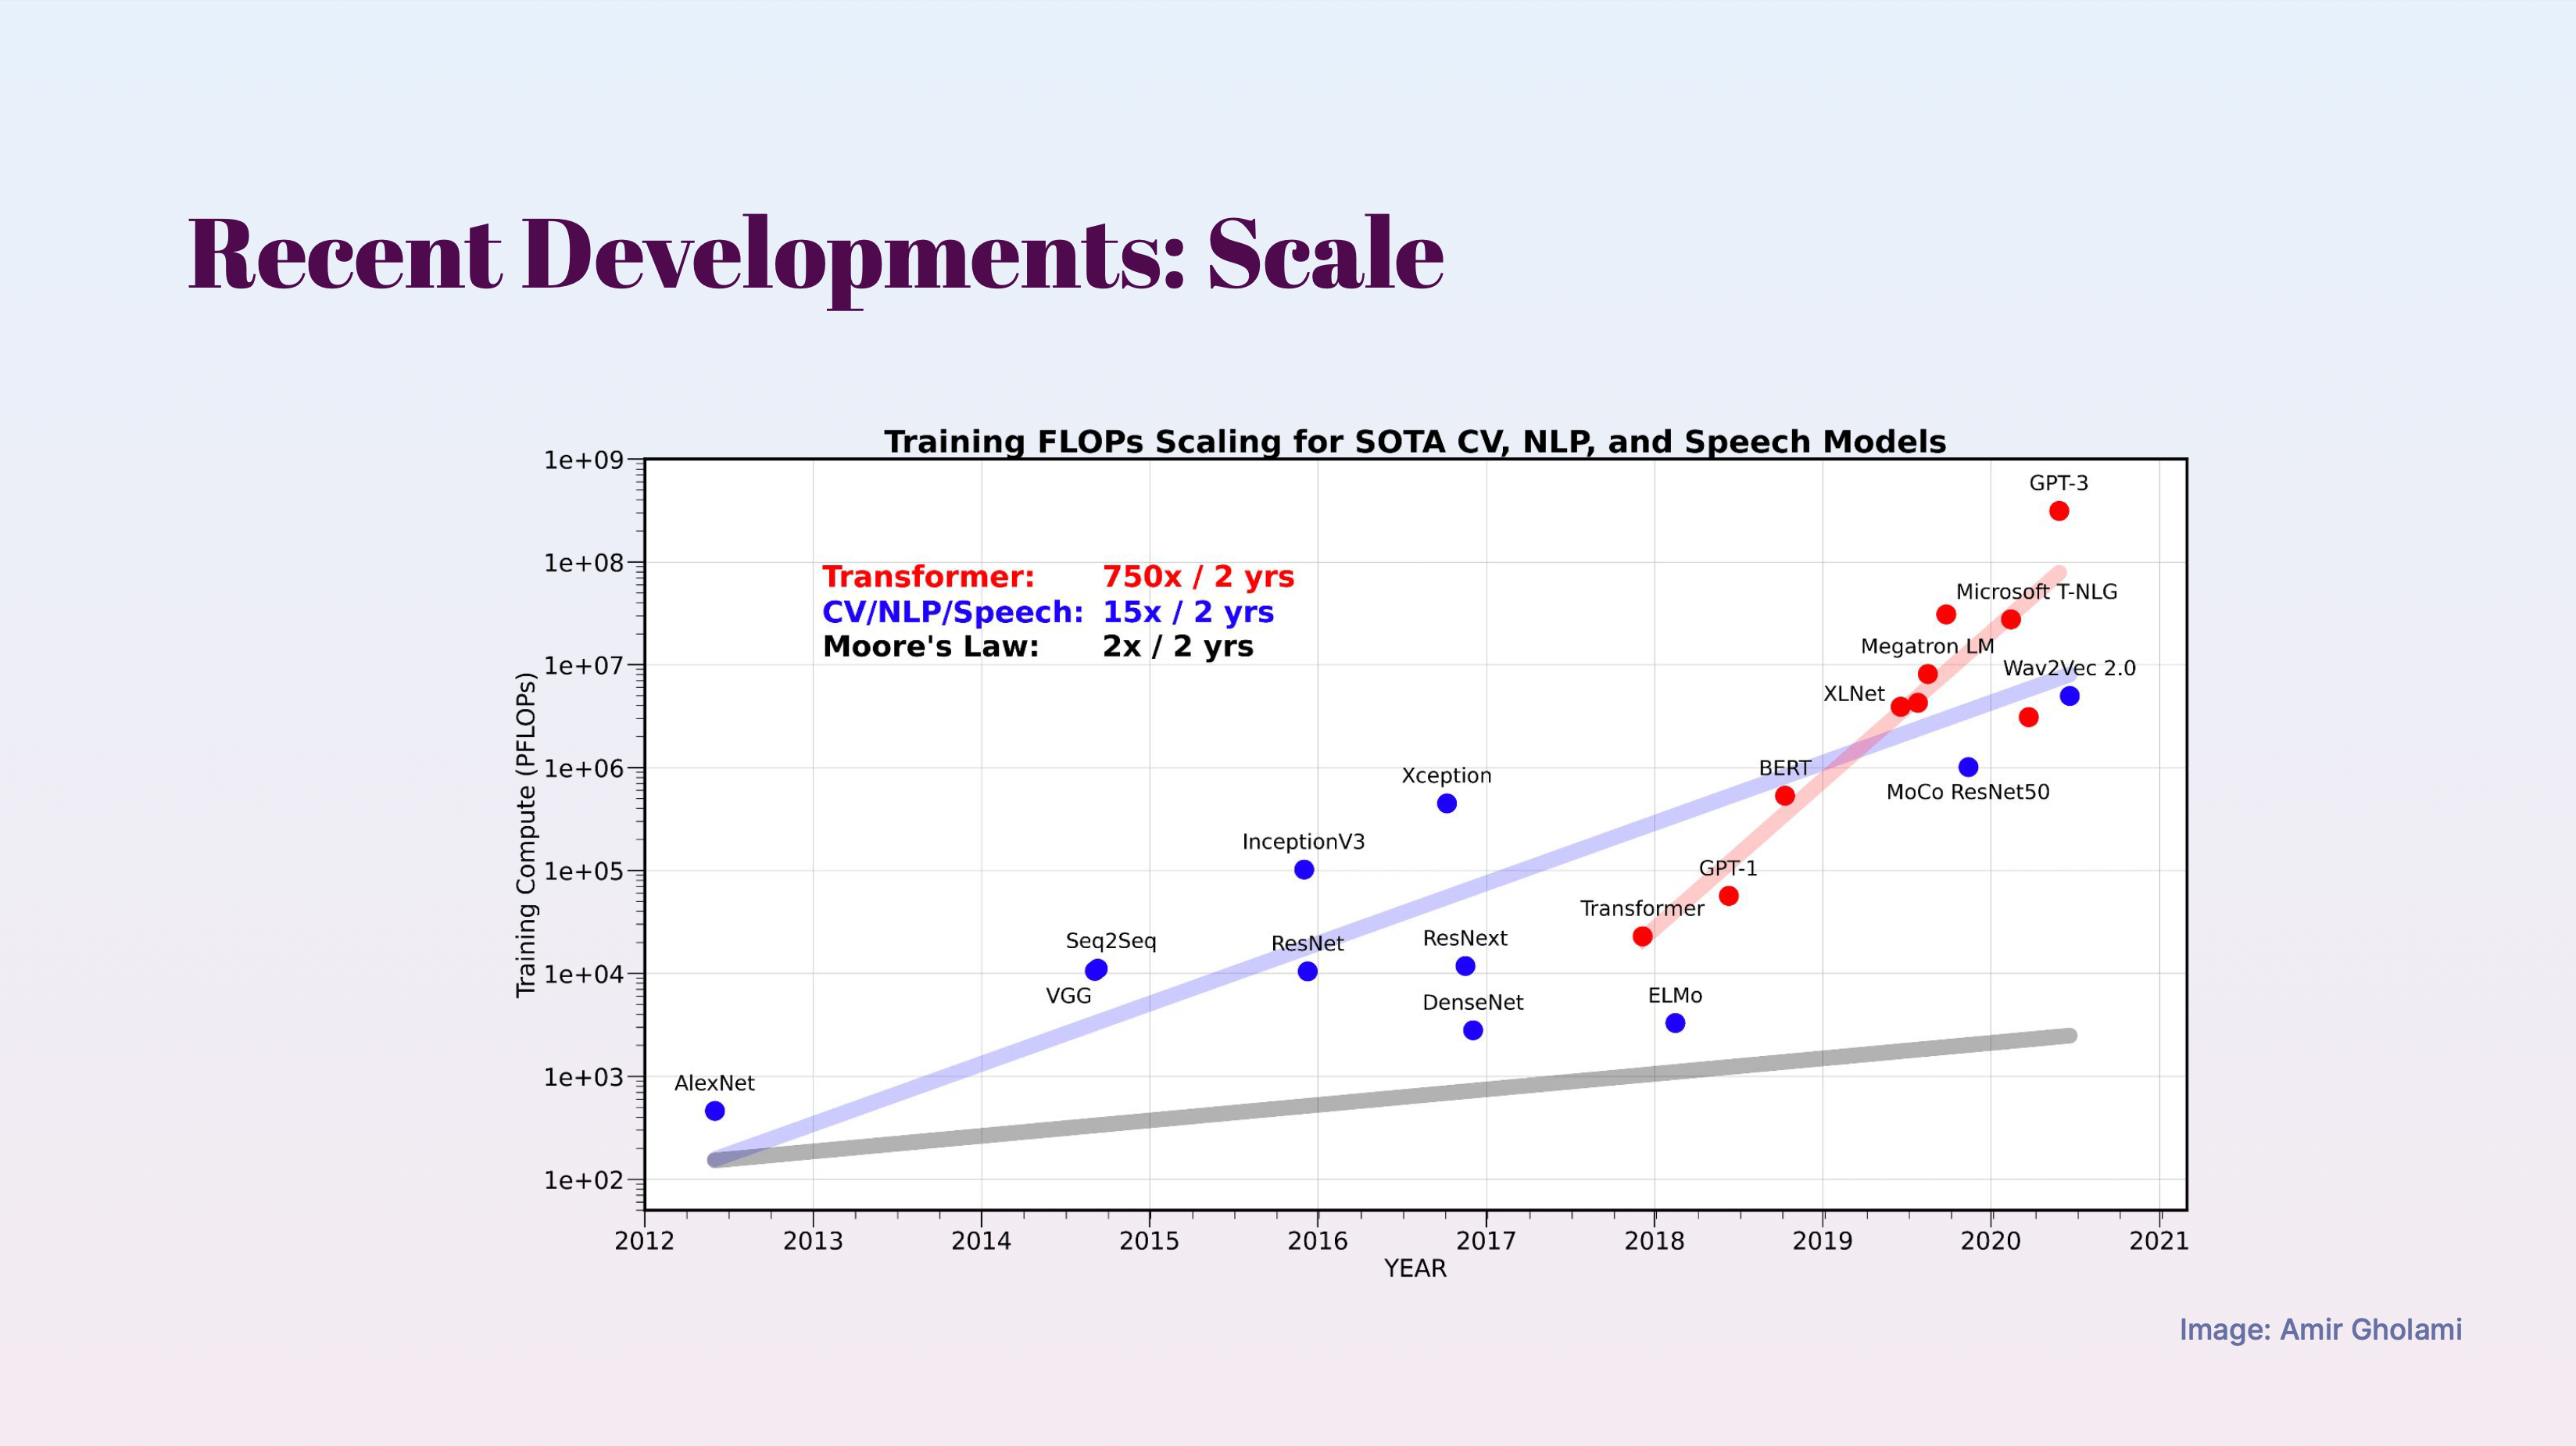 Recent Developments: Scale
Training FLOPs Scaling for SOTA CV, NLP, and Speech Models
Training Compute (PFLOPs)
1e+09
1e+08
1e+07
1e+06
1e+05
1e+04
1e+03
1e+02
Transformer: 750x / 2 yrs
CV/NLP/Speech: 15x / 2 yrs
Moore's Law: 2x / 2 yrs
GPT-3
Microsoft T-NLG
Megatron LM
Wav2Vec 2.0
XLNet
BERT
Xception
MoCo ResNet50
InceptionV3
GPT-1
Transformer
Seq2Seq
ResNet
ResNext
VGG
DenseNet
ELMo
AlexNet
2012 2013 2014 2015 2016 2017 2018 2019 2020 2021
YEAR
Image: Amir Gholami